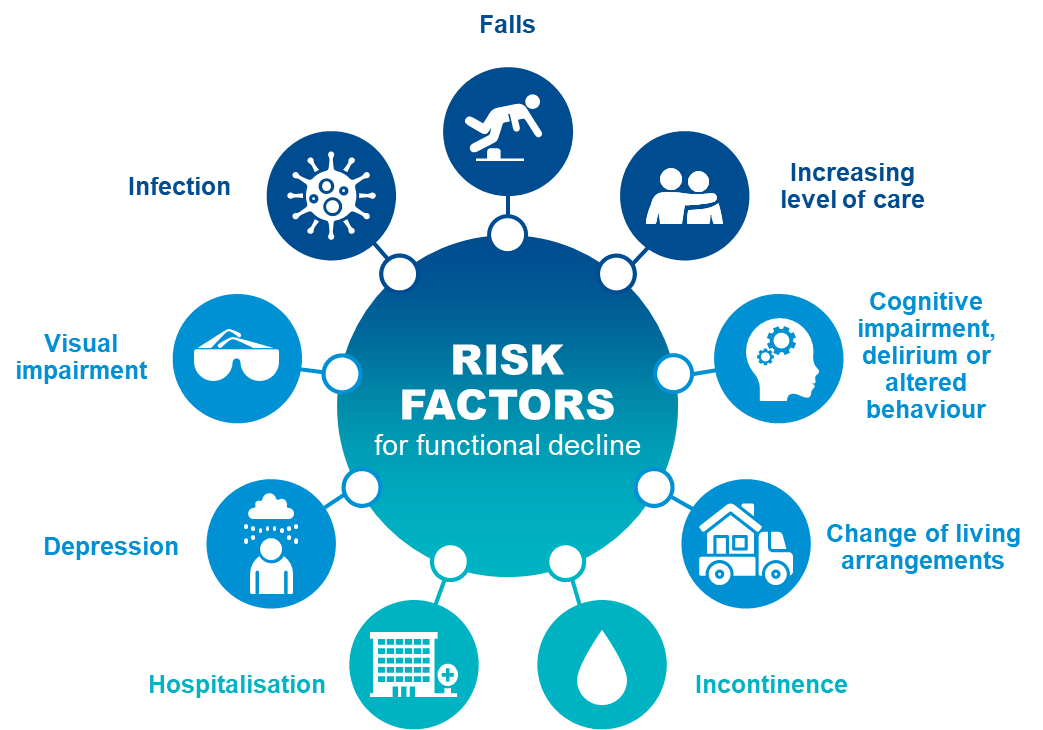 Falls
Infection
Increasing
level of care
Visual
impairment
Cognitive
impairment,
delirium or
altered
behaviour
RISK
FACTORS
for functional decline
Depression
Change of living
arrangements
Hospitalisation
Incontinence